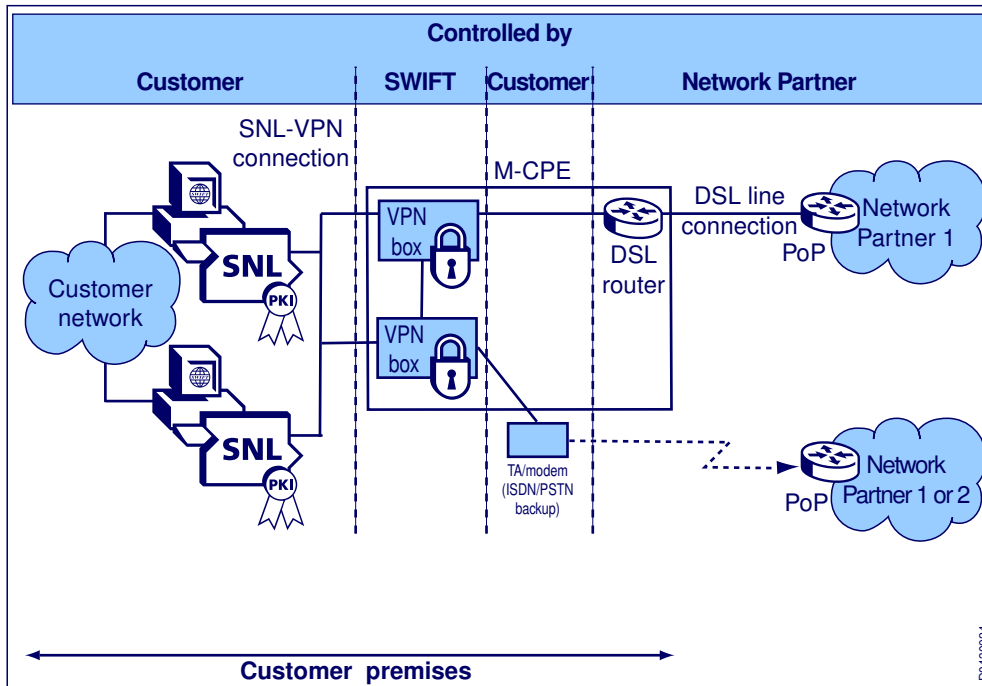 Controlled by
Customer
SWIFT
Customer
Network Partner
SNL-VPN
connection
M-CPE
VPN
box
DSL
router
DSL line
connection
PoP
Network
Partner 1
SNL
PKI
Customer
network
VPN
box
SNL
PKI
TA/modem
(ISDN/PSTN
backup)
PoP
Network
Partner 1 or 2
Customer premises